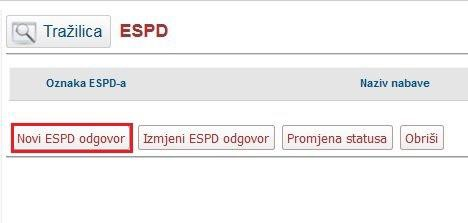 Tražilica ESPD
Oznaka ESPD-a Naziv nabave
Novi ESPD odgovor Izmjeni ESPD odgovor Promjena statusa Obriši